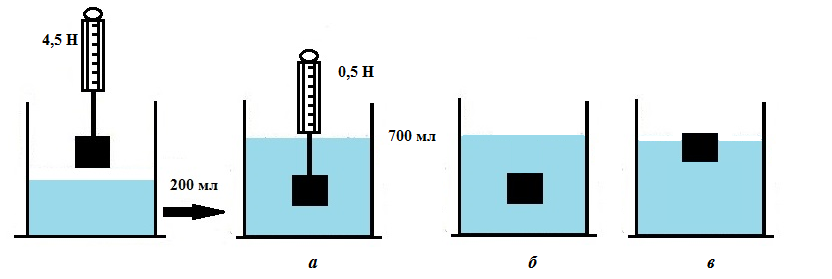 4,5 Н
0,5 Н
200 мл
700 мл
а
б
в